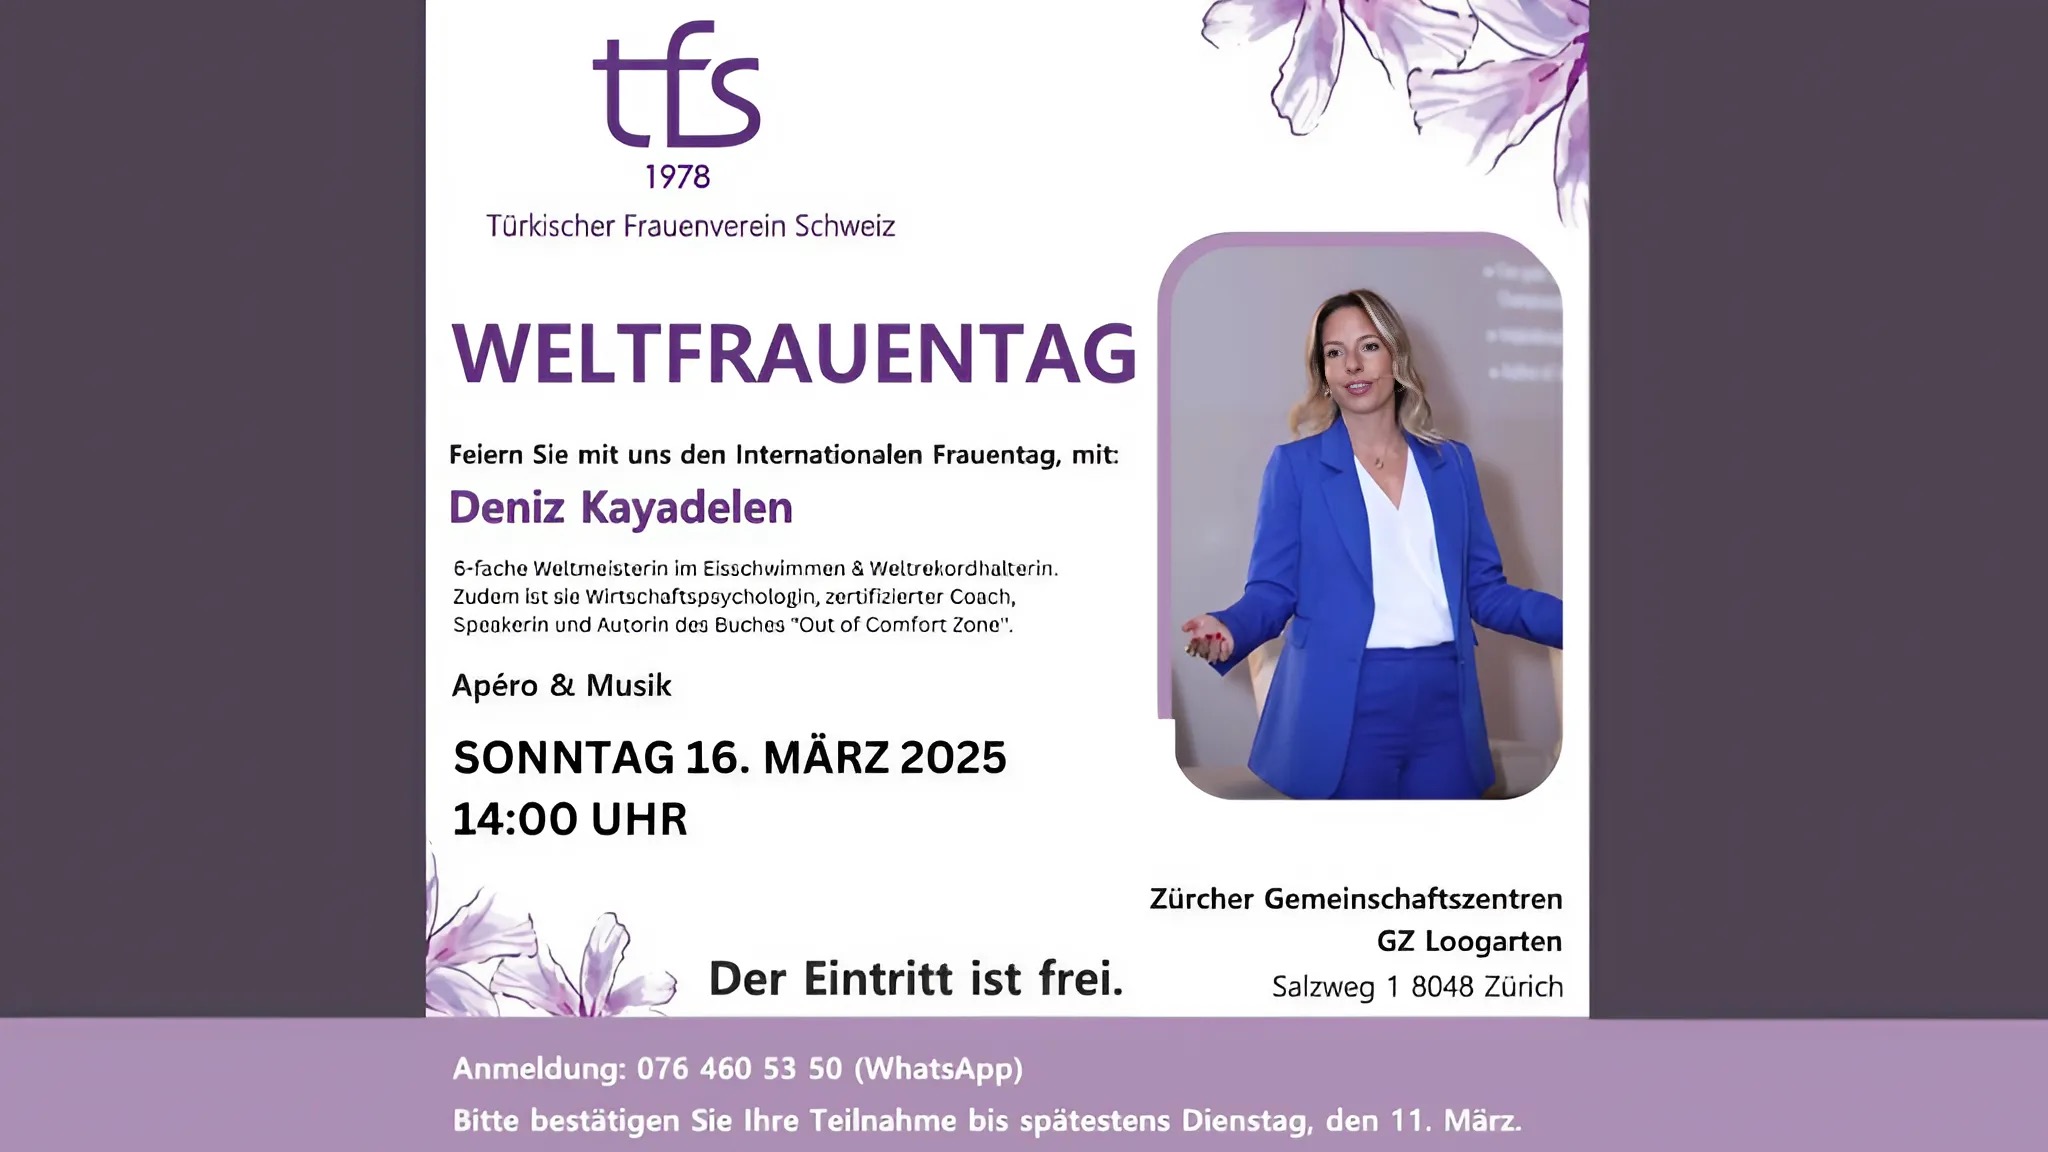 tfs
1978
Türkischer Frauenverein Schweiz
WELTFRAUENTAG
Feiern Sie mit uns den Internationalen Frauentag, mit:
Deniz Kayadelen
6-fache Weltmeisterin im Eisschwimmen & Weltrekordhalterin.
Zudem ist sie Wirtschaftspsychologin, zertifizierter Coach,
Speakerin und Autorin des Buches "Out of Comfort Zone".
Apéro & Musik
SONNTAG 16. MÄRZ 2025
14:00 UHR
Zürcher Gemeinschaftszentren
GZ Loogarten
Salzweg 1 8048 Zürich
Der Eintritt ist frei.
Anmeldung: 076 460 53 50 (WhatsApp)
Bitte bestätigen Sie Ihre Teilnahme bis spätestens Dienstag, den 11. März.